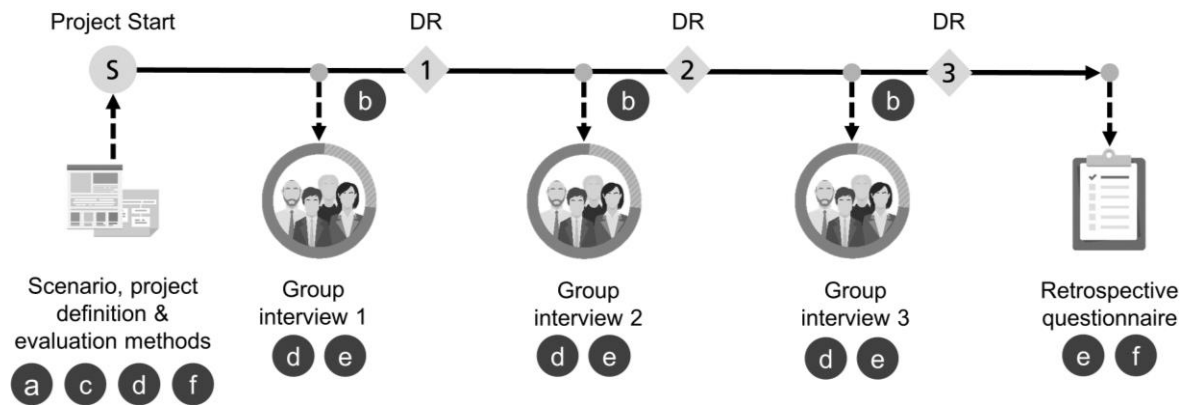 Project Start
DR
DR
DR
S
1
2
3
b
b
b
Scenario, project
definition &
evaluation methods
a c d f
Group
interview 1
d e
Group
interview 2
d e
Group
interview 3
d e
Retrospective
questionnaire
e f